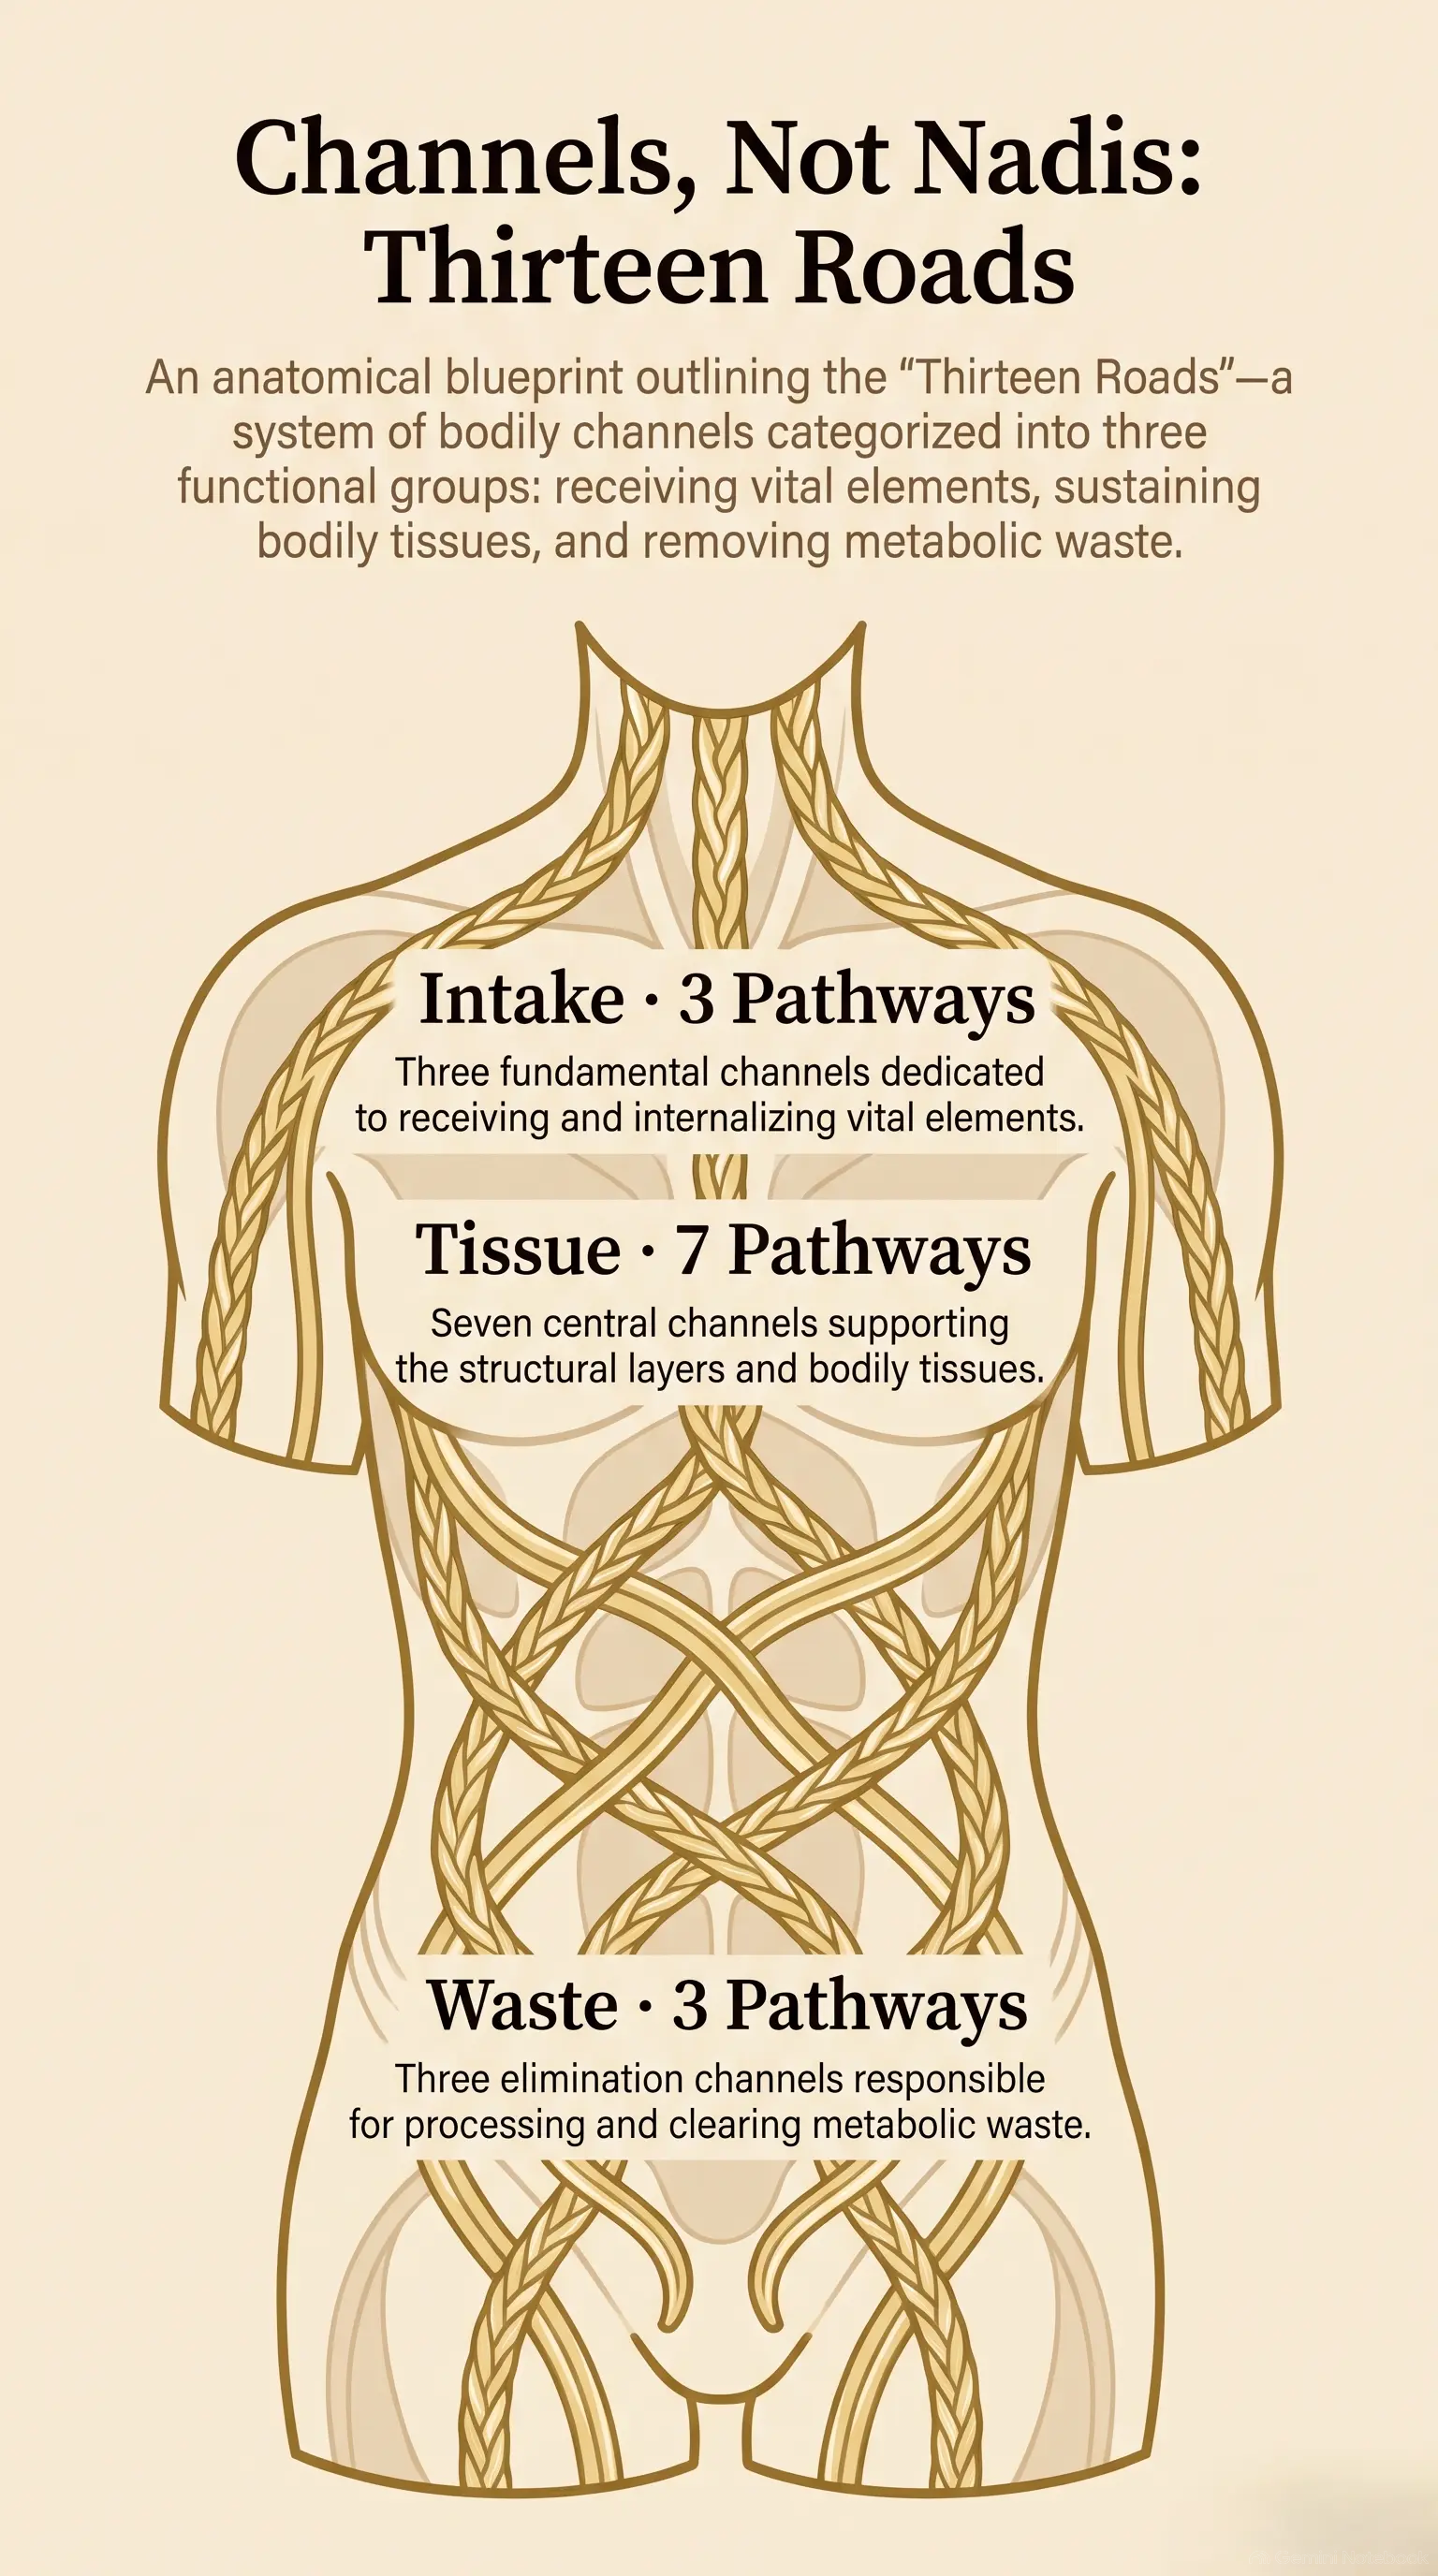 Channels, Not Nadis:
Thirteen Roads
An anatomical blueprint outlining the “Thirteen Roads”—a
system of bodily channels categorized into three
functional groups: receiving vital elements, sustaining
bodily tissues, and removing metabolic waste.
Intake · 3 Pathways
Three fundamental channels dedicated
to receiving and internalizing vital elements.
Tissue · 7 Pathways
Seven central channels supporting
the structural layers and bodily tissues.
Waste · 3 Pathways
Three elimination channels responsible
for processing and clearing metabolic waste.